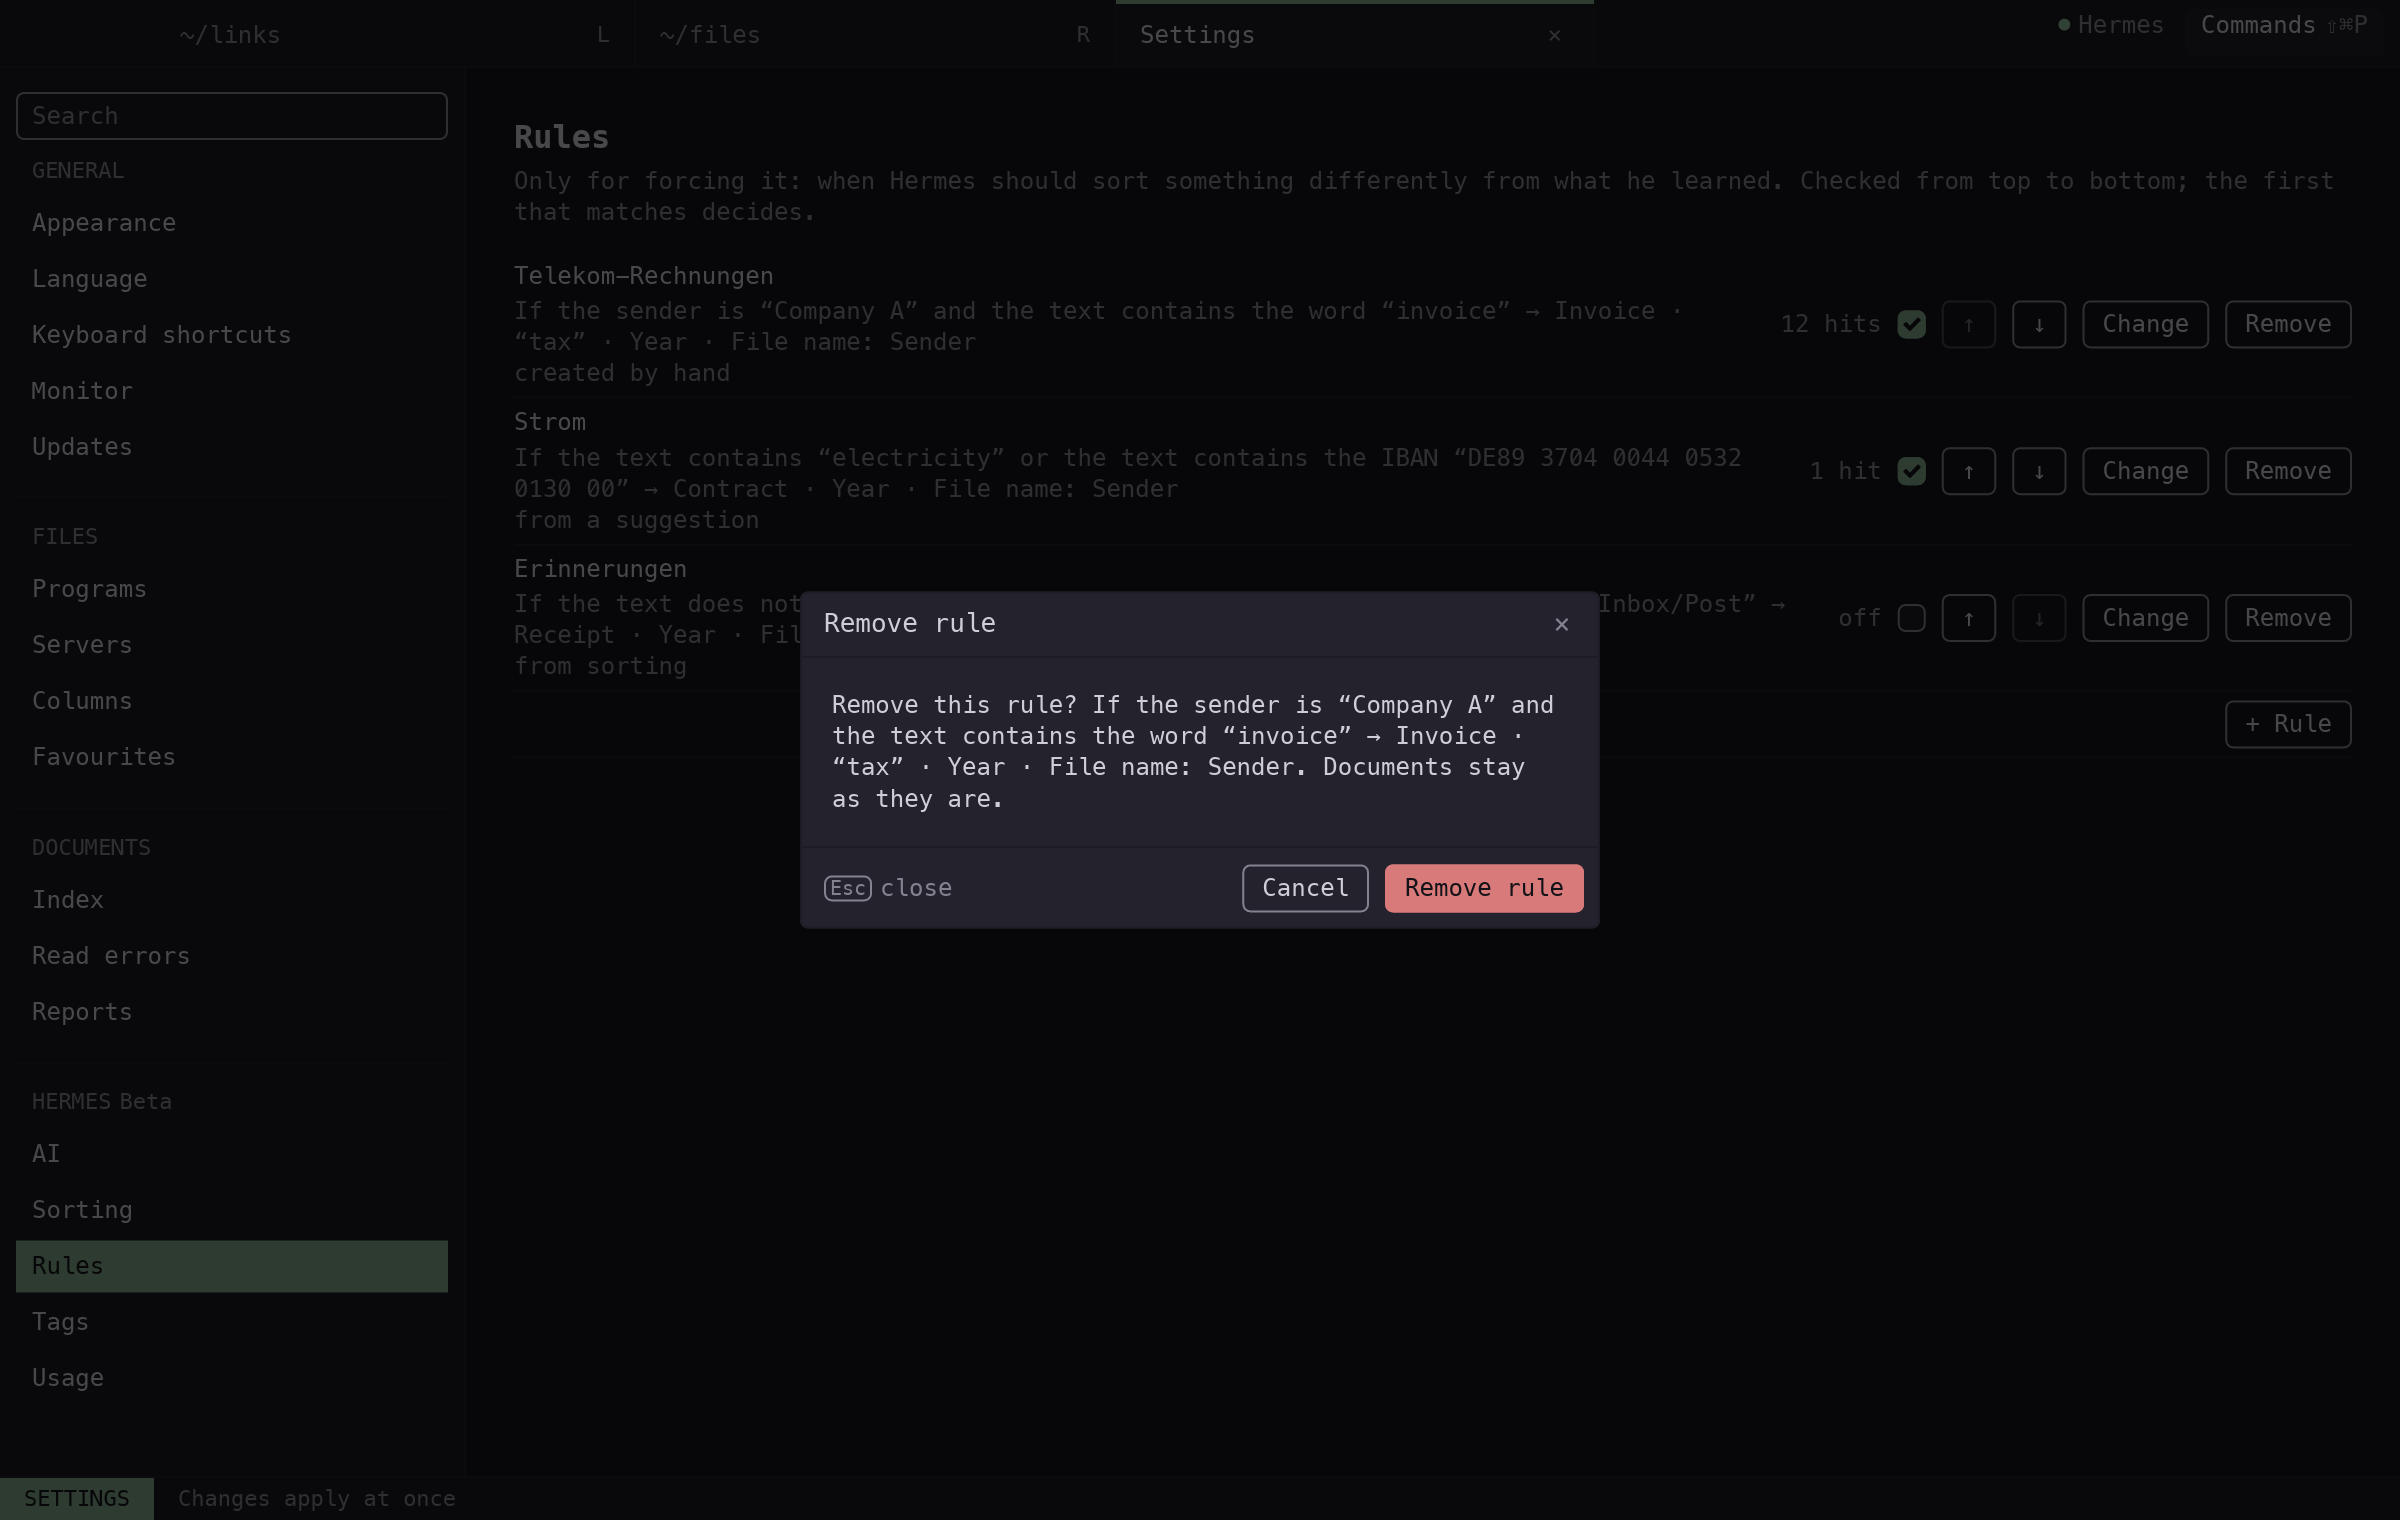 ~/links L ~/files R Settings × Hermes Commands ⇧⌘P
Search
GENERAL
Appearance
Language
Keyboard shortcuts
Monitor
Updates
FILES
Programs
Servers
Columns
Favourites
DOCUMENTS
Index
Read errors
Reports
HERMES Beta
AI
Sorting
Rules
Tags
Usage
Rules
Only for forcing it: when Hermes should sort something differently from what he learned. Checked from top to bottom; the first
that matches decides.
Telekom–Rechnungen
If the sender is “Company A” and the text contains the word “invoice” → Invoice ·
“tax” · Year · File name: Sender
created by hand
12 hits ↑ ↓ Change Remove
Strom
If the text contains “electricity” or the text contains the IBAN “DE89 3704 0044 0532
0130 00” → Contract · Year · File name: Sender
from a suggestion
1 hit ↑ ↓ Change Remove
Erinnerungen
If the text does not Inbox/Post” →
Receipt · Year · Fil
from sorting
off ↑ ↓ Change Remove
+ Rule
Remove rule ×
Remove this rule? If the sender is “Company A” and
the text contains the word “invoice” → Invoice ·
“tax” · Year · File name: Sender. Documents stay
as they are.
Esc close Cancel Remove rule
SETTINGS Changes apply at once